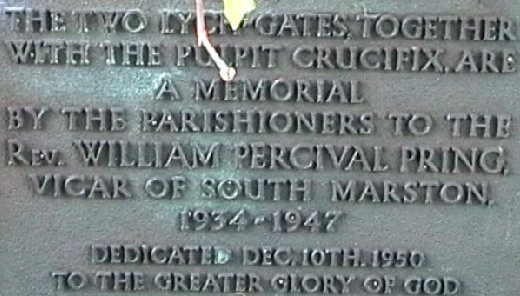 THE TWO LYCH GATES, TOGETHER
WITH THE PULPIT CRUCIFIX, ARE
A MEMORIAL
BY THE PARISHIONERS TO THE
REV. WILLIAM PERCIVAL PRING,
VICAR OF SOUTH MARSTON,
1934-1947
DEDICATED DEC. 10TH. 1950
TO THE GREATER GLORY OF GOD